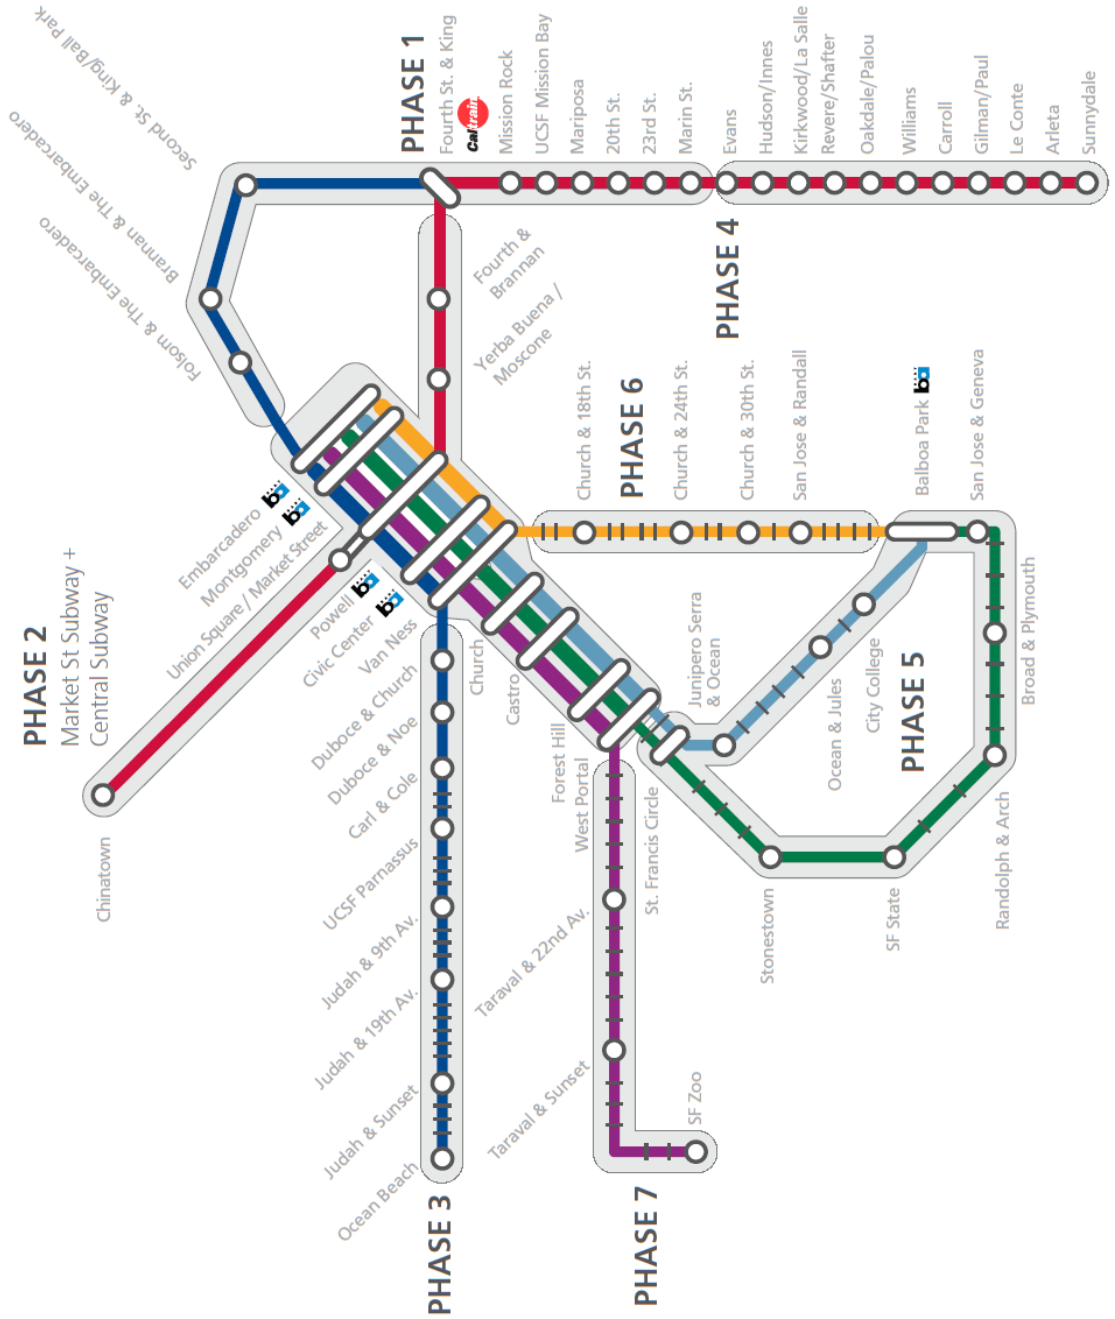 PHASE 1
Fourth St. & King
Caltrain
Mission Rock
UCSF Mission Bay
Mariposa
20th St.
23rd St.
Marin St.
Evans
Hudson/Innes
Kirkwood/La Salle
Revere/Shafter
Oakdale/Palou
Williams
Carroll
Gilman/Paul
Le Conte
Arleta
Sunnydale
PHASE 4
Second St. & King/Ball Park
Brannan & The Embarcadero
Folsom & The Embarcadero
Fourth &
Brannan
Yerba Buena /
Moscone
PHASE 2
Market St Subway +
Central Subway
Embarcadero
ba
Montgomery
ba
Union Square / Market Street
Powell
ba
Civic Center
ba
Van Ness
Church
Castro
Forest Hill
West Portal
St. Francis Circle
Chinatown
PHASE 6
Church & 18th St.
Church & 24th St.
Church & 30th St.
San Jose & Randall
Balboa Park
ba
San Jose & Geneva
Junipero Serra
& Ocean
Ocean & Jules
City College
PHASE 5
Broad & Plymouth
Randolph & Arch
SF State
Stonestown
Duboce & Church
Duboce & Noe
Carl & Cole
UCSF Parnassus
Judah & 9th Av.
Judah & 19th Av.
Judah & Sunset
Ocean Beach
PHASE 3
Taraval & 22nd Av.
Taraval & Sunset
SF Zoo
PHASE 7